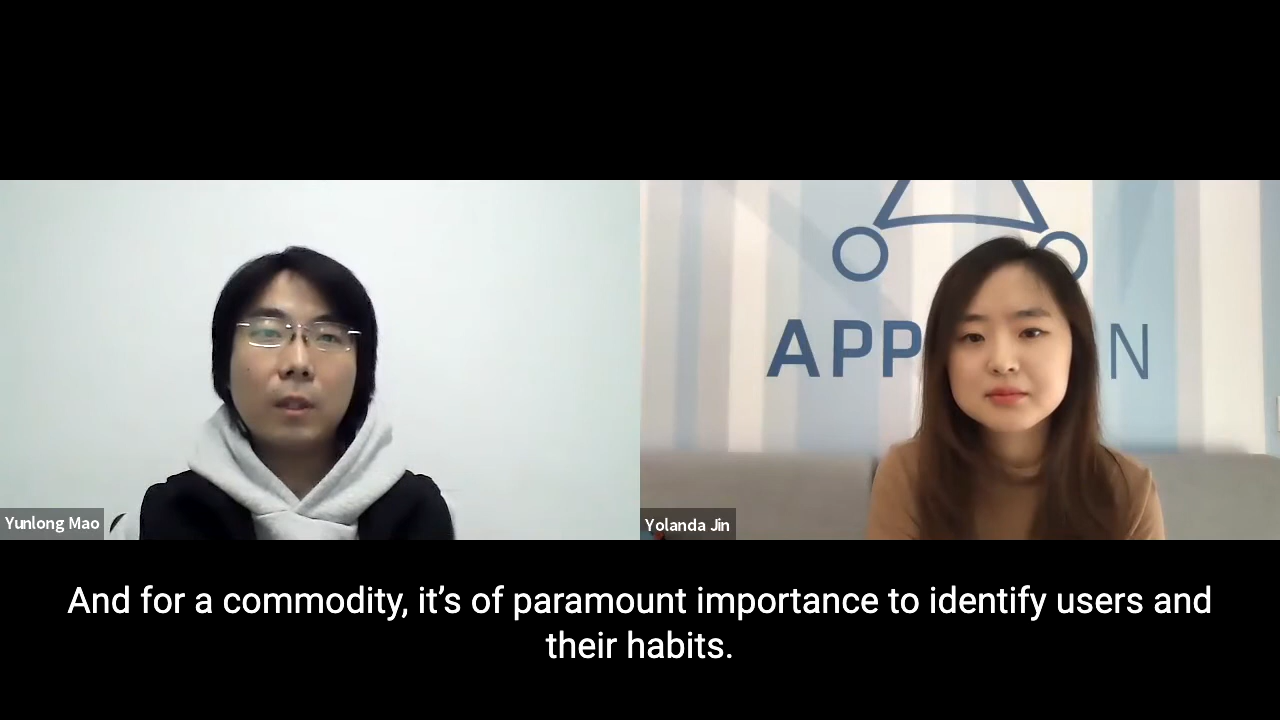 APP N
Yunlong Mao
Yolanda Jin
And for a commodity, it’s of paramount importance to identify users and
their habits.